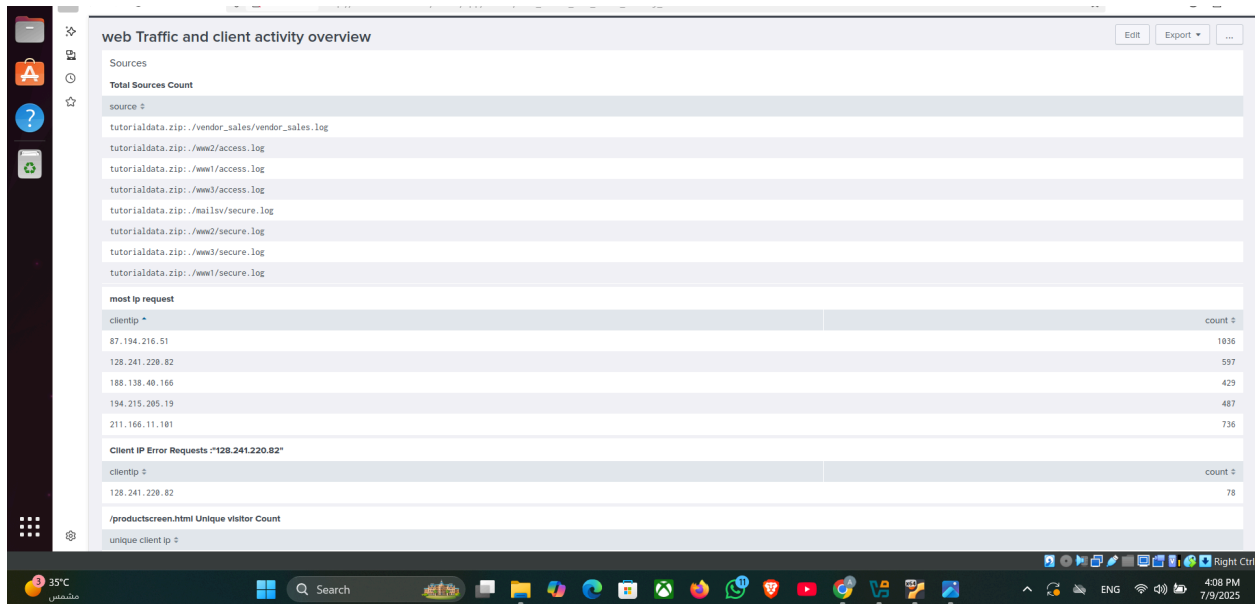 web Traffic and client activity overview
Edit
Export
...
Sources
Total Sources Count
source
tutorialdata.zip:./vendor_sales/vendor_sales.log
tutorialdata.zip:./www2/access.log
tutorialdata.zip:./www1/access.log
tutorialdata.zip:./www3/access.log
tutorialdata.zip:./mailsv/secure.log
tutorialdata.zip:./www2/secure.log
tutorialdata.zip:./www3/secure.log
tutorialdata.zip:./www1/secure.log
most ip request
clientip count
87.194.216.51 1036
128.241.220.82 597
188.138.40.166 429
194.215.205.19 487
211.166.11.101 736
Client IP Error Requests :"128.241.220.82"
clientip count
128.241.220.82 78
/productscreen.html Unique visitor Count
unique client ip
Right Ctrl
3
35°C
مشمس
Search
11
ENG
4:08 PM
7/9/2025